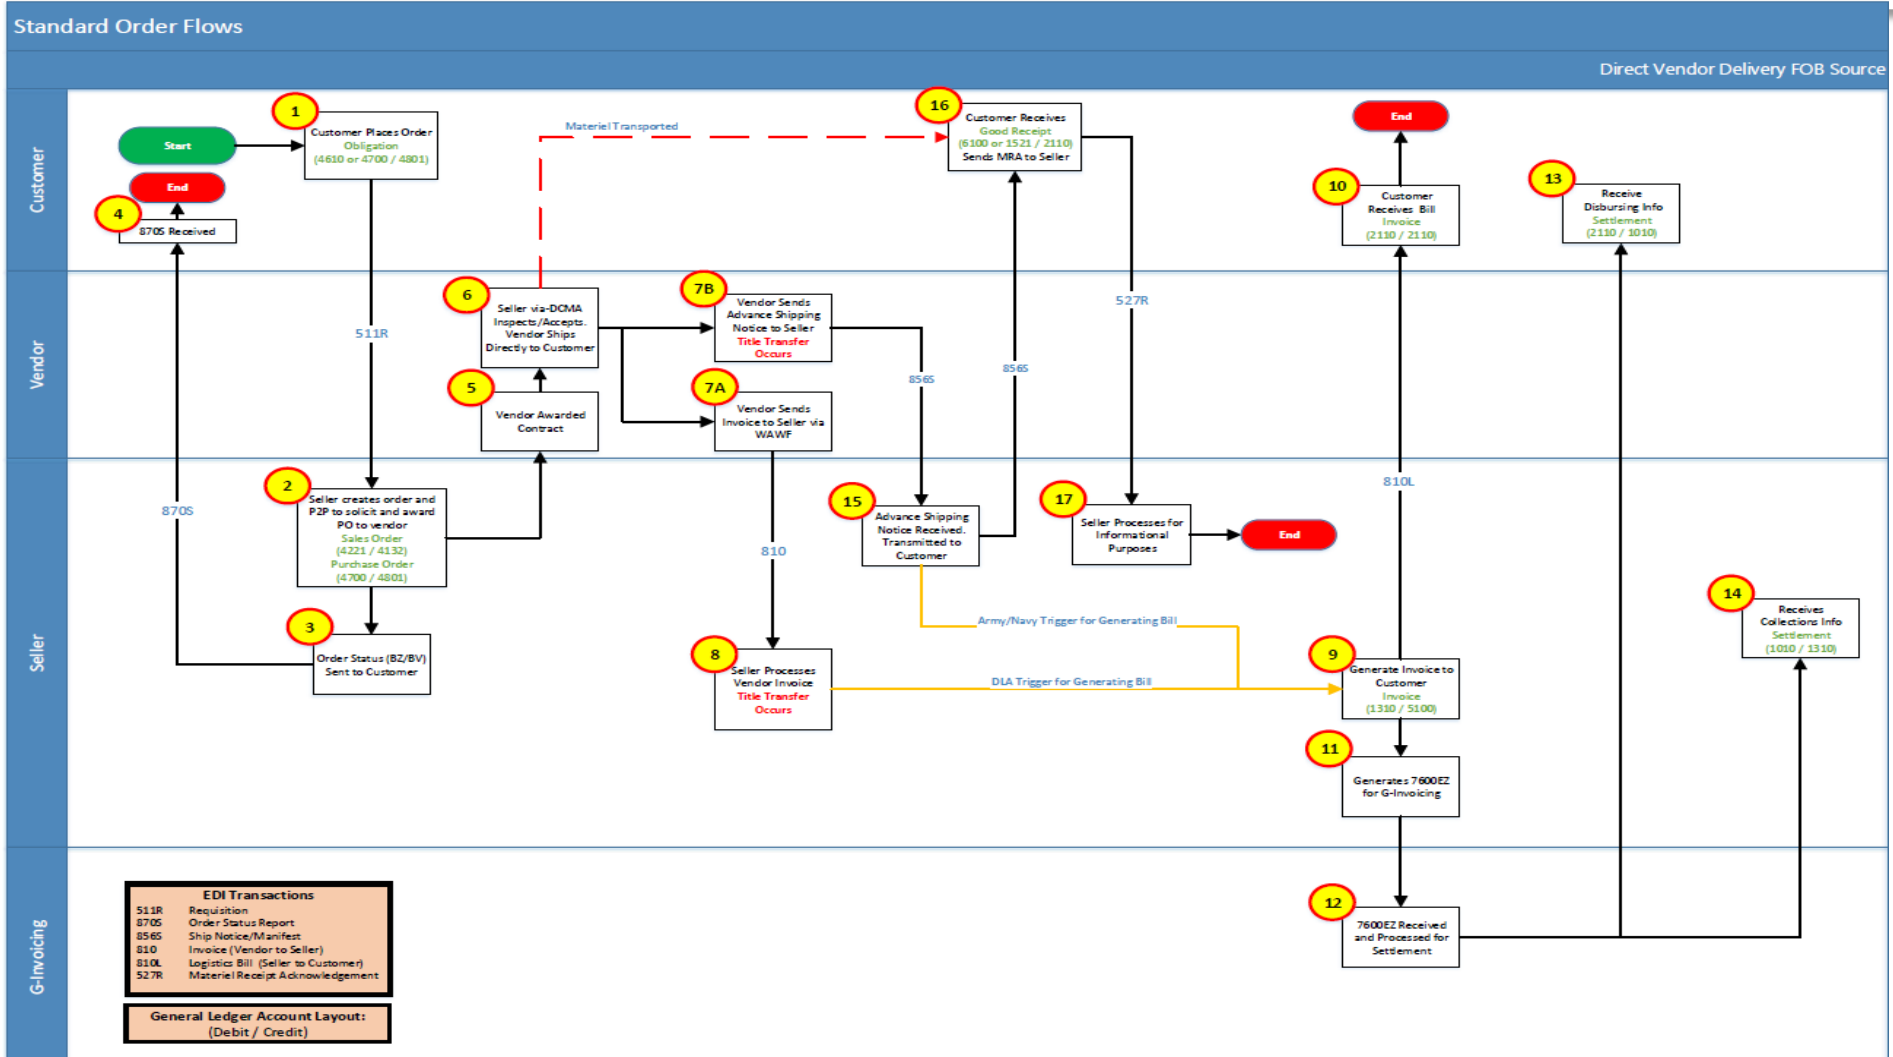 Standard Order Flows
Direct Vendor Delivery FOB Source
Customer
Start
End
4
870S Received
1
Customer Places Order
Obligation
(4610 or 4700 / 4801)
Materiel Transported
16
Customer Receives
Good Receipt
(6100 or 1521 / 2110)
Sends MRA to Seller
End
10
Customer
Receives Bill
Invoice
(2110 / 2110)
13
Receive
Disbursing Info
Settlement
(2110 / 1010)
Vendor
511R
6
Seller via-DCMA
Inspects/Accepts.
Vendor Ships
Directly to Customer
5
Vendor Awarded
Contract
7B
Vendor Sends
Advance Shipping
Notice to Seller
Title Transfer
Occurs
7A
Vendor Sends
Invoice to Seller via
WAWF
856S
856S
527R
Seller
870S
2
Seller creates order and
P2P to solicit and award
PO to vendor
Sales Order
(4221 / 4132)
Purchase Order
(4700 / 4801)
3
Order Status (BZ/BV)
Sent to Customer
810
8
Seller Processes
Vendor Invoice
Title Transfer
Occurs
15
Advance Shipping
Notice Received.
Transmitted to
Customer
17
Seller Processes for
Informational
Purposes
End
810L
Army/Navy Trigger for Generating Bill
DLA Trigger for Generating Bill
9
Generate Invoice to
Customer
Invoice
(1310 / 5100)
11
Generates 7600EZ
for G-Invoicing
14
Receives
Collections Info
Settlement
(1010 / 1310)
G-Invoicing
EDI Transactions
511R Requisition
870S Order Status Report
856S Ship Notice/Manifest
810 Invoice (Vendor to Seller)
810L Logistics Bill (Seller to Customer)
527R Materiel Receipt Acknowledgement
General Ledger Account Layout:
(Debit / Credit)
12
7600EZ Received
and Processed for
Settlement